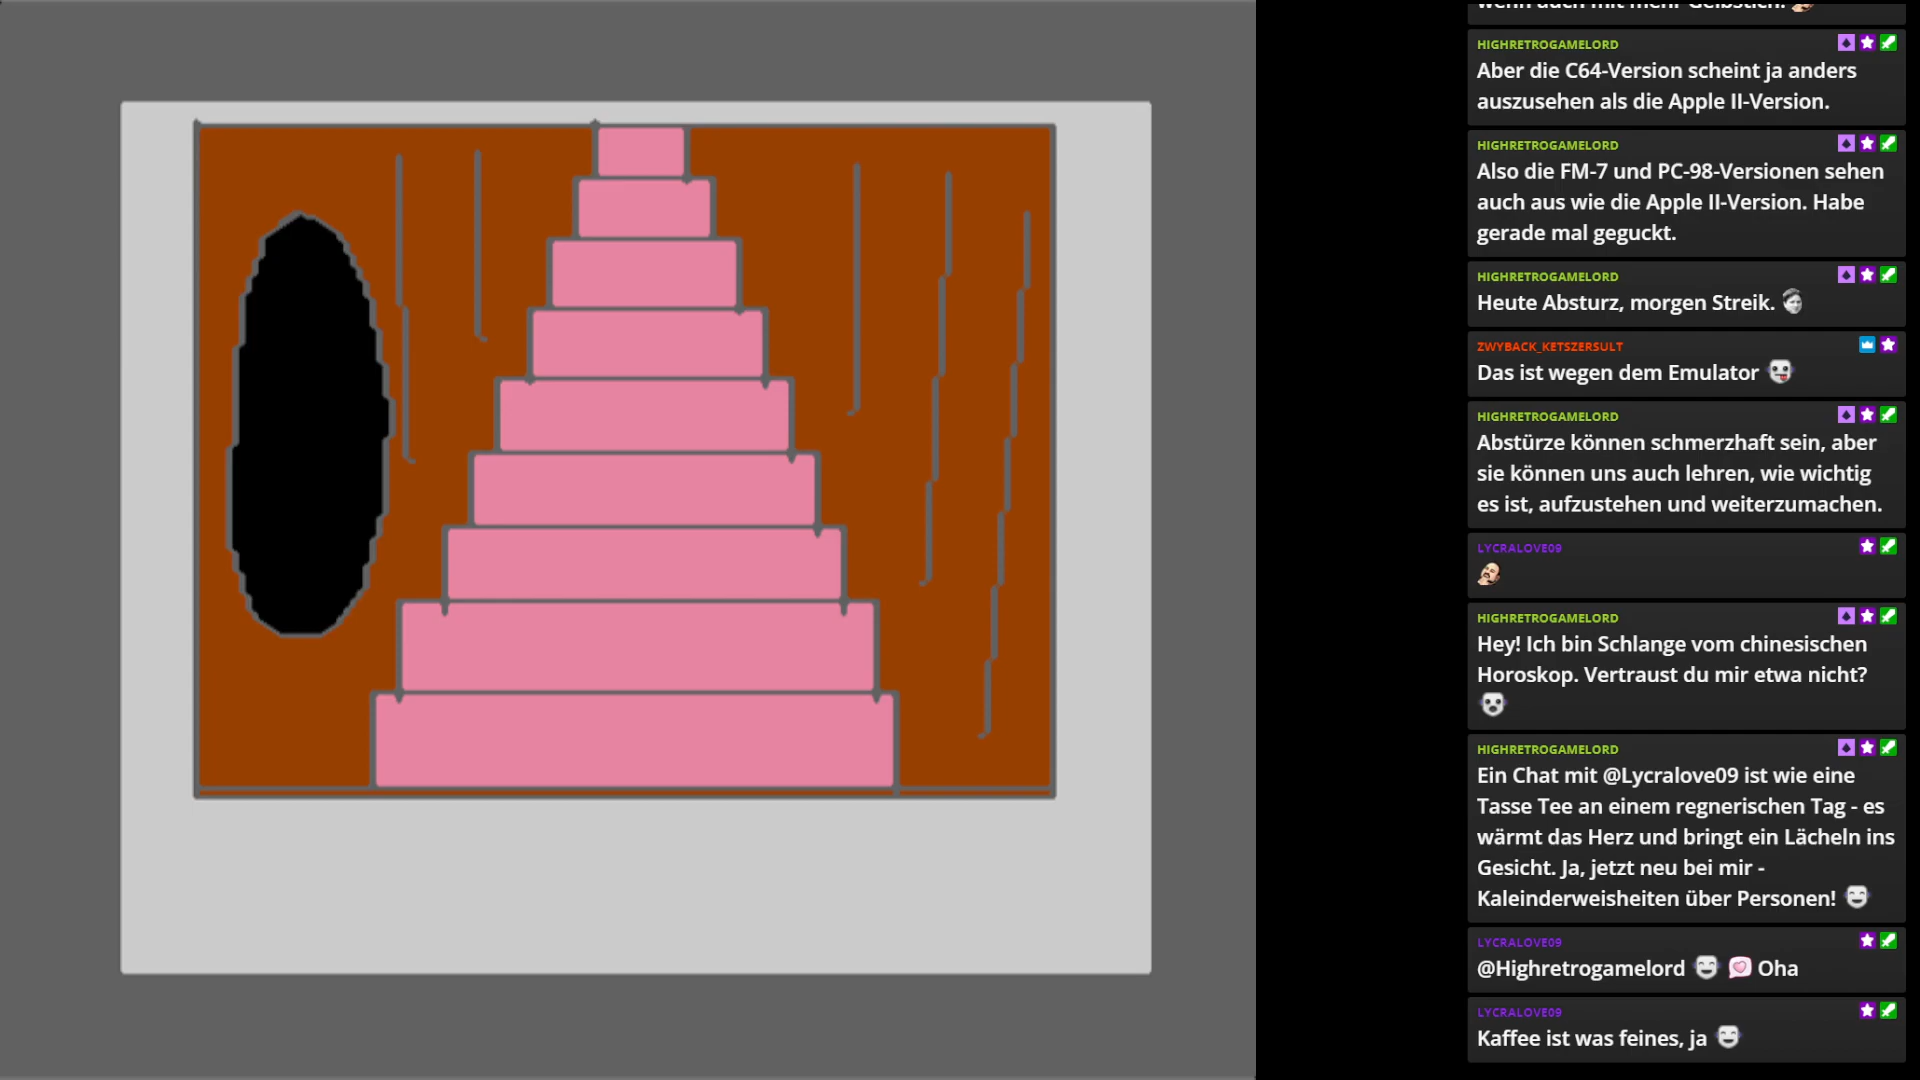 wenn auch mit mehr Gelbstich.
HIGHRETROGAMELORD
Aber die C64-Version scheint ja anders
auszusehen als die Apple II-Version.
HIGHRETROGAMELORD
Also die FM-7 und PC-98-Versionen sehen
auch aus wie die Apple II-Version. Habe
gerade mal geguckt.
HIGHRETROGAMELORD
Heute Absturz, morgen Streik.
ZWYBACK_KETSZERSULT
Das ist wegen dem Emulator
HIGHRETROGAMELORD
Abstürze können schmerzhaft sein, aber
sie können uns auch lehren, wie wichtig
es ist, aufzustehen und weiterzumachen.
LYCRALOVE09
HIGHRETROGAMELORD
Hey! Ich bin Schlange vom chinesischen
Horoskop. Vertraust du mir etwa nicht?
HIGHRETROGAMELORD
Ein Chat mit @Lycralove09 ist wie eine
Tasse Tee an einem regnerischen Tag - es
wärmt das Herz und bringt ein Lächeln ins
Gesicht. Ja, jetzt neu bei mir -
Kaleinderweisheiten über Personen!
LYCRALOVE09
@Highretrogamelord Oha
LYCRALOVE09
Kaffee ist was feines, ja